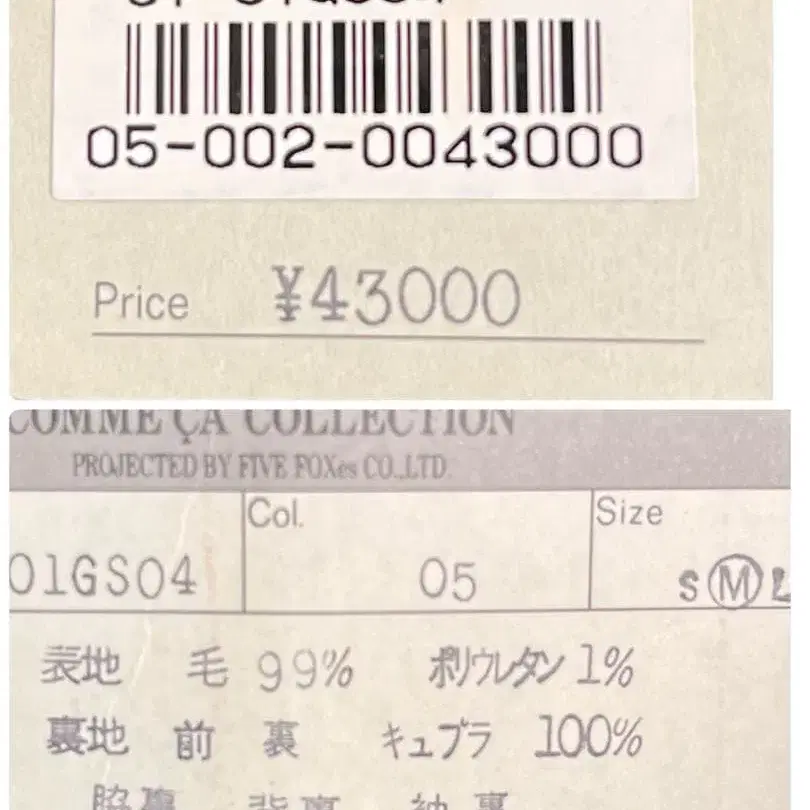 05-002-0043000
Price ¥43000
COMME ÇA COLLECTION
PROJECTED BY FIVE FOXes CO.,LTD.
Col. Size
01GS04 05 S M L
表地 毛 99% ポリウレタン 1%
裏地 前 裏 キュプラ 100%